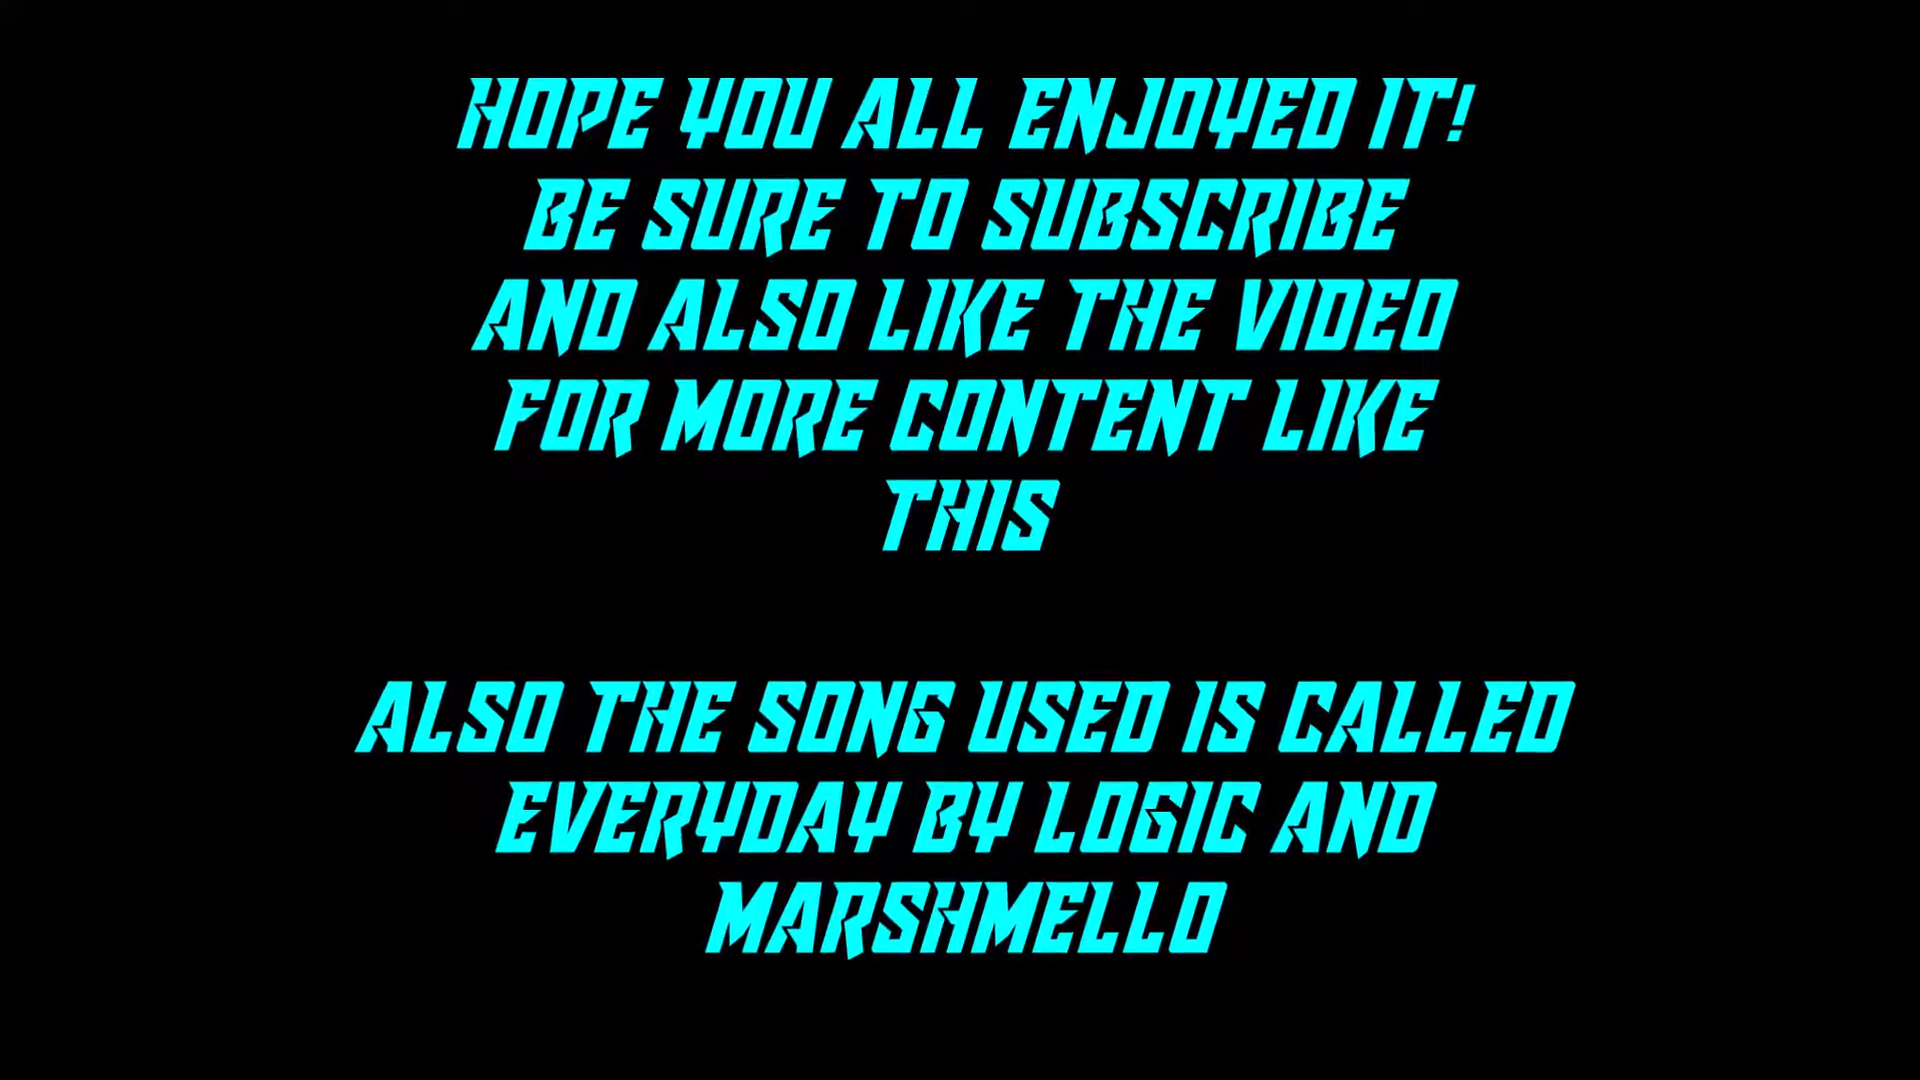 HOPE YOU ALL ENJOYED IT!
BE SURE TO SUBSCRIBE
AND ALSO LIKE THE VIDEO
FOR MORE CONTENT LIKE
THIS
ALSO THE SONG USED IS CALLED
EVERYDAY BY LOGIC AND
MARSHMELLO